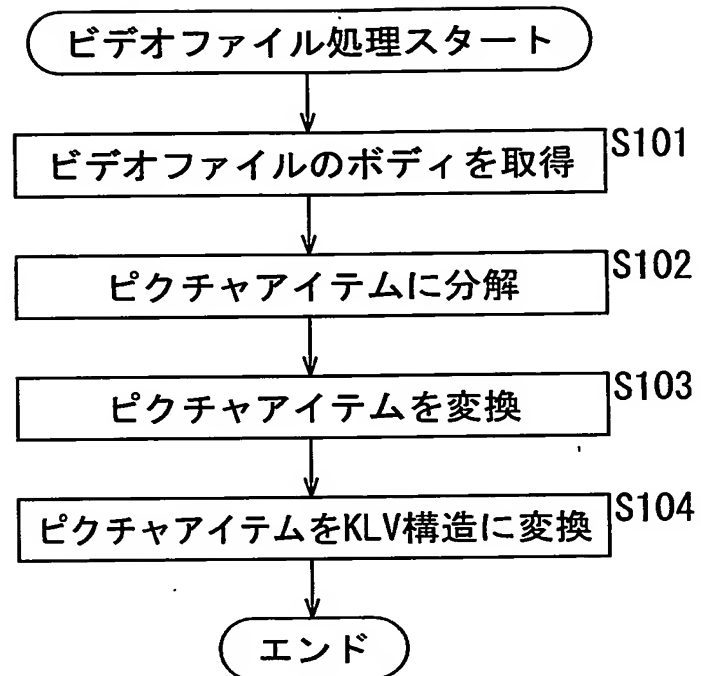 ビデオファイル処理スタート
ビデオファイルのボディを取得
S101
ピクチャアイテムに分解
S102
ピクチャアイテムを変換
S103
ピクチャアイテムをKLV構造に変換
S104
エンド